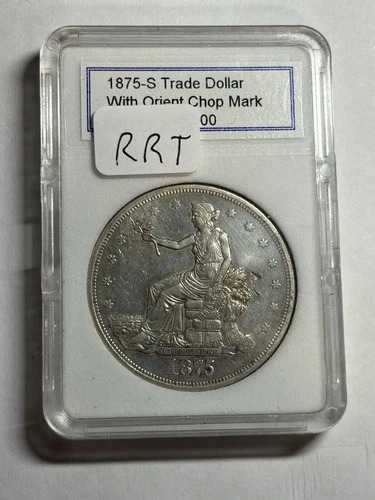 1875-S Trade Dollar
With Orient Chop Mark
00
RRT
1875